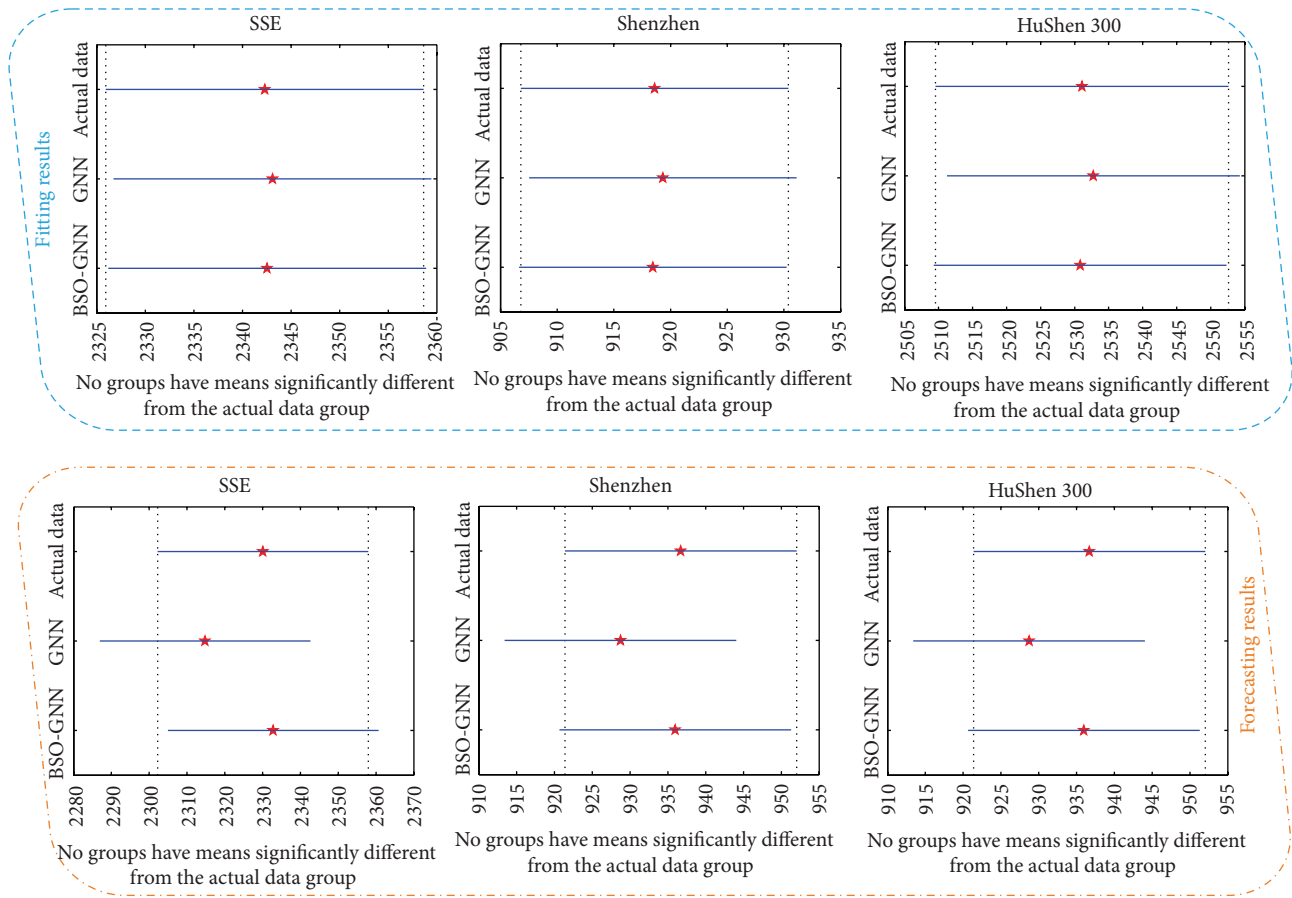 Fitting results
SSE
Actual data
GNN
BSO-GNN
2325
2330
2335
2340
2345
2350
2355
2360
No groups have means significantly different
from the actual data group
Shenzhen
Actual data
GNN
BSO-GNN
905
910
915
920
925
930
935
No groups have means significantly different
from the actual data group
HuShen 300
Actual data
GNN
BSO-GNN
2505
2510
2515
2520
2525
2530
2535
2540
2545
2550
2555
No groups have means significantly different
from the actual data group
SSE
Actual data
GNN
BSO-GNN
2280
2290
2300
2310
2320
2330
2340
2350
2360
2370
No groups have means significantly different
from the actual data group
Shenzhen
Actual data
GNN
BSO-GNN
910
915
920
925
930
935
940
945
950
955
No groups have means significantly different
from the actual data group
HuShen 300
Actual data
GNN
BSO-GNN
910
915
920
925
930
935
940
945
950
955
No groups have means significantly different
from the actual data group
Forecasting results